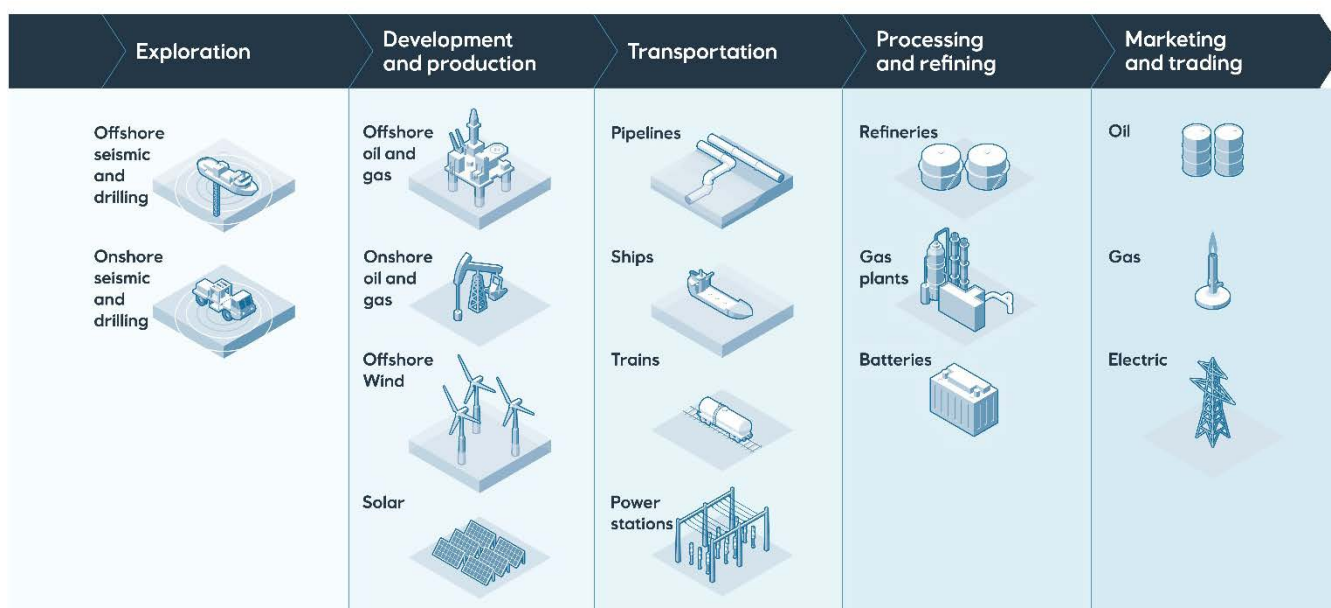 Exploration
Development
and production
Transportation
Processing
and refining
Marketing
and trading
Offshore
seismic
and
drilling
Onshore
seismic
and
drilling
Offshore
oil and
gas
Onshore
oil and
gas
Offshore
Wind
Solar
Pipelines
Ships
Trains
Power
stations
Refineries
Gas
plants
Batteries
Oil
Gas
Electric